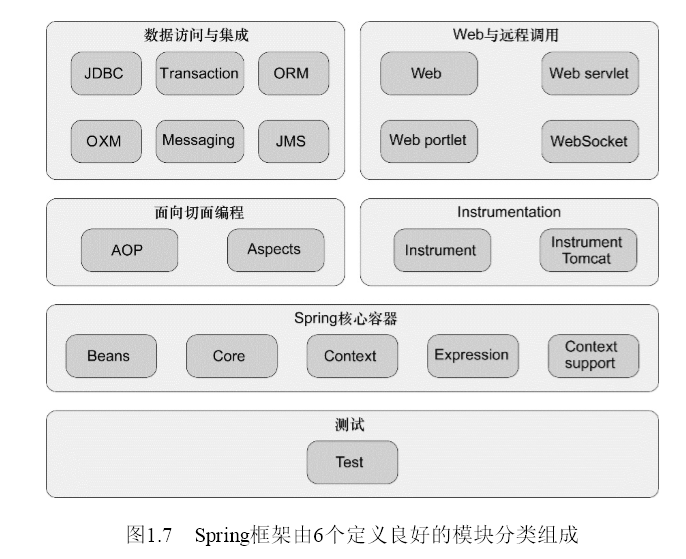 数据访问与集成
JDBC
Transaction
ORM
OXM
Messaging
JMS
Web与远程调用
Web
Web servlet
Web portlet
WebSocket
面向切面编程
AOP
Aspects
Instrumentation
Instrument
Instrument
Tomcat
Spring核心容器
Beans
Core
Context
Expression
Context
support
测试
Test
图1.7 Spring框架由6个定义良好的模块分类组成